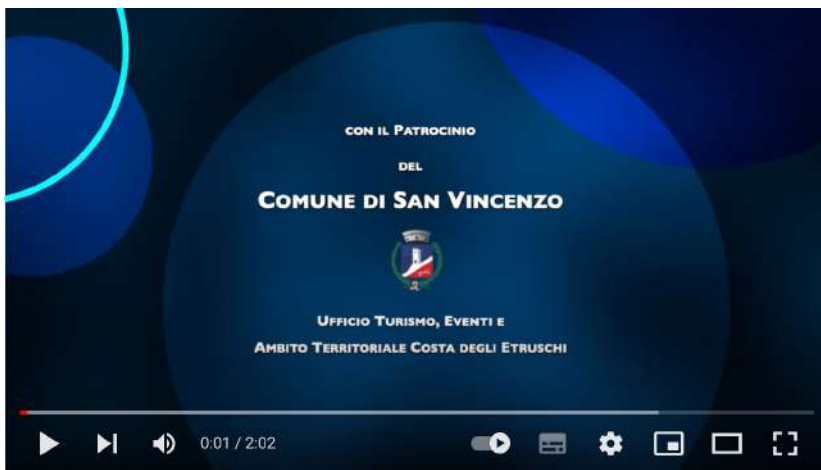 CON IL PATROCINIO
DEL
COMUNE DI SAN VINCENZO
UFFICIO TURISMO, EVENTI E
AMBITO TERRITORIALE COSTA DEGLI ETRUSCHI
0:01 / 2:02